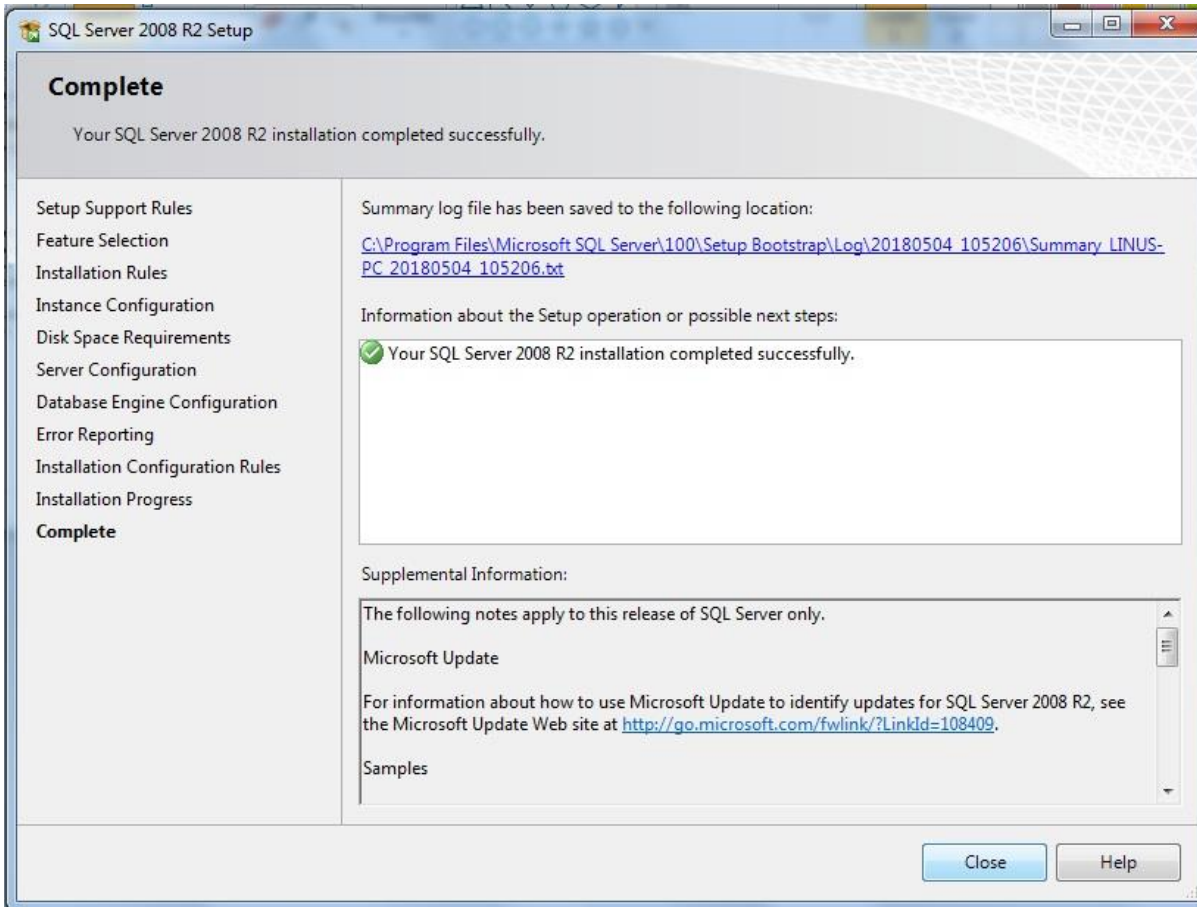 SQL Server 2008 R2 Setup
Complete
Your SQL Server 2008 R2 installation completed successfully.
Setup Support Rules
Feature Selection
Installation Rules
Instance Configuration
Disk Space Requirements
Server Configuration
Database Engine Configuration
Error Reporting
Installation Configuration Rules
Installation Progress
Complete
Summary log file has been saved to the following location:
C:\Program Files\Microsoft SQL Server\100\Setup Bootstrap\Log\20180504_105206\Summary_LINUS-
PC_20180504_105206.txt
Information about the Setup operation or possible next steps:
Your SQL Server 2008 R2 installation completed successfully.
Supplemental Information:
The following notes apply to this release of SQL Server only.
Microsoft Update
For information about how to use Microsoft Update to identify updates for SQL Server 2008 R2, see
the Microsoft Update Web site at http://go.microsoft.com/fwlink/?LinkId=108409.
Samples
Close
Help